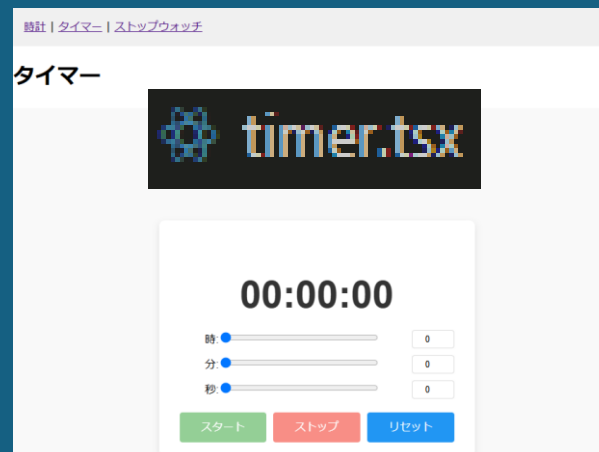 時計 | タイマー | ストップウォッチ
タイマー
timer.tsx
00:00:00
時: 0
分: 0
秒: 0
スタート ストップ リセット